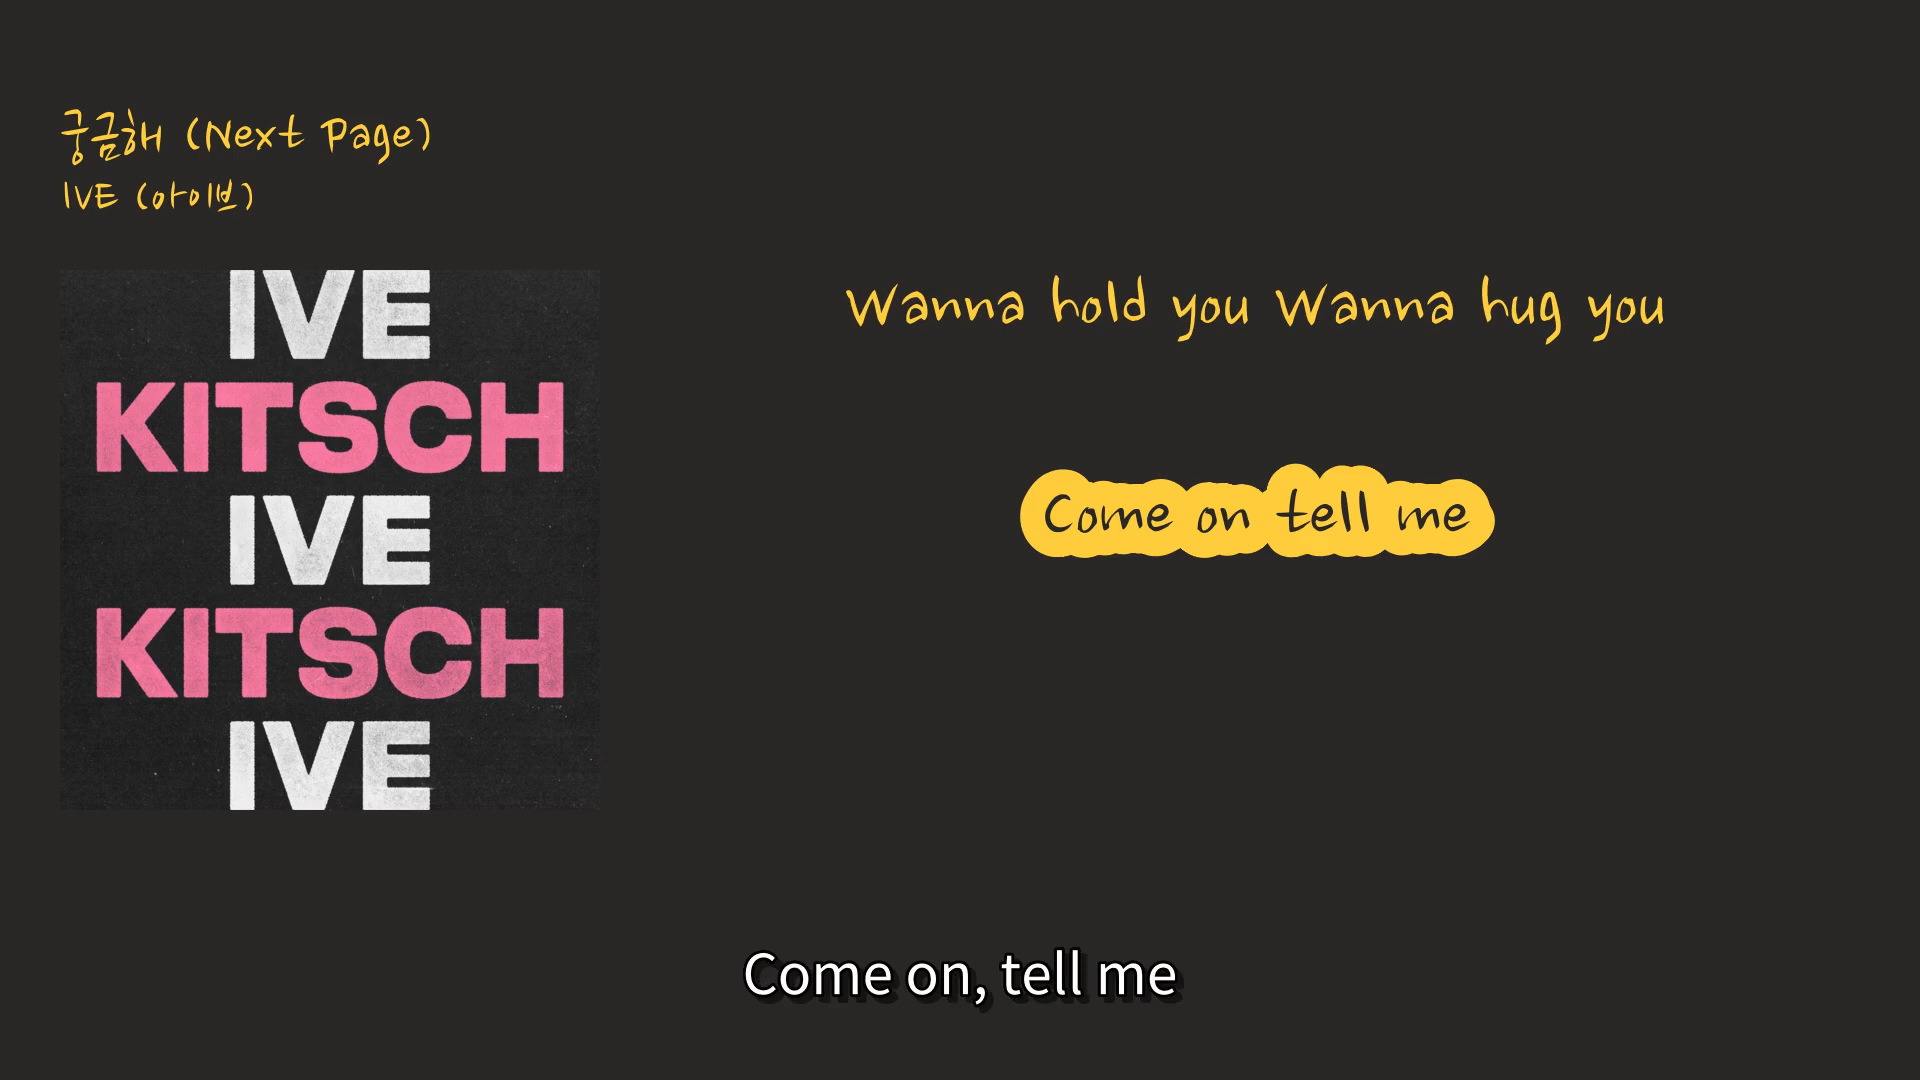 궁금해 (Next Page)
IVE (아이브)
IVE
KITSCH
IVE
KITSCH
IVE
Wanna hold you Wanna hug you
Come on tell me
Come on, tell me